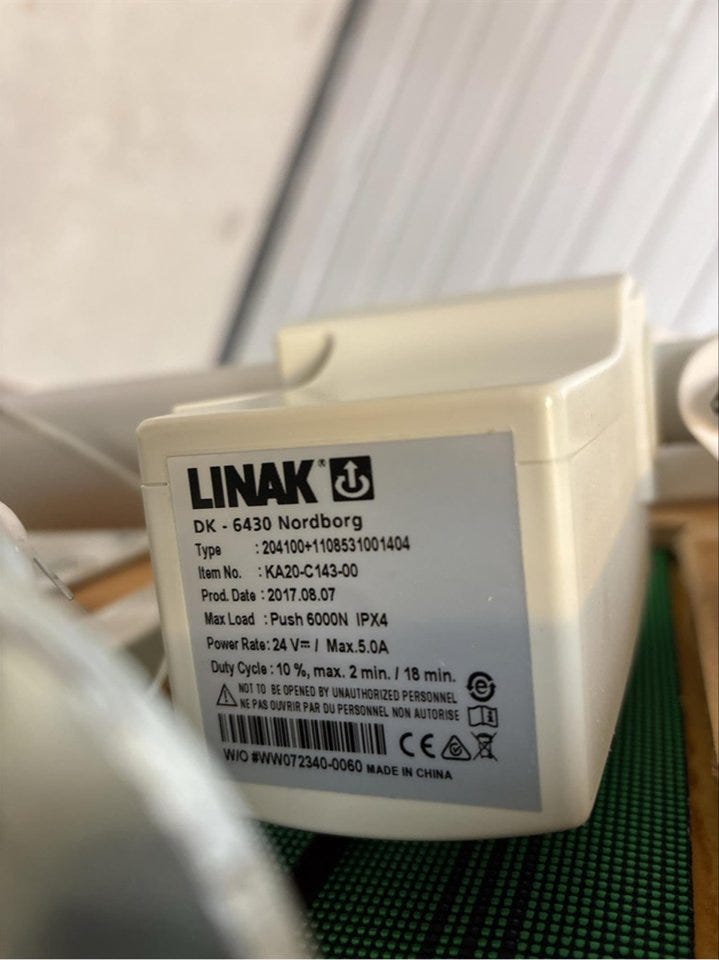 LINAK®
DK - 6430 Nordborg
Type : 204100+1108531001404
Item No. : KA20-C143-00
Prod. Date : 2017.08.07
Max Load : Push 6000N IPX4
Power Rate : 24 V⎓ / Max.5.0A
Duty Cycle : 10 %, max. 2 min. / 18 min.
NOT TO BE OPENED BY UNAUTHORIZED PERSONNEL
NE PAS OUVRIR PAR DU PERSONNEL NON AUTORISE
CE
W/O #WW072340-0060 MADE IN CHINA